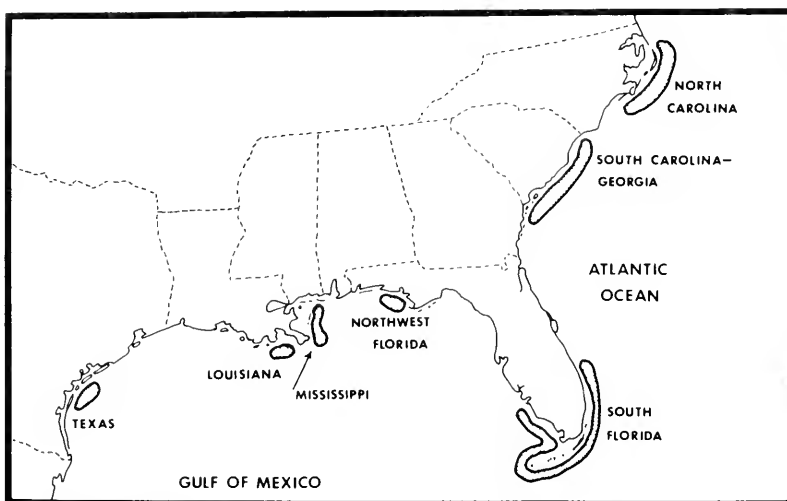 NORTH
CAROLINA
SOUTH CAROLINA–
GEORGIA
ATLANTIC
OCEAN
NORTHWEST
FLORIDA
LOUISIANA
MISSISSIPPI
TEXAS
SOUTH
FLORIDA
GULF OF MEXICO